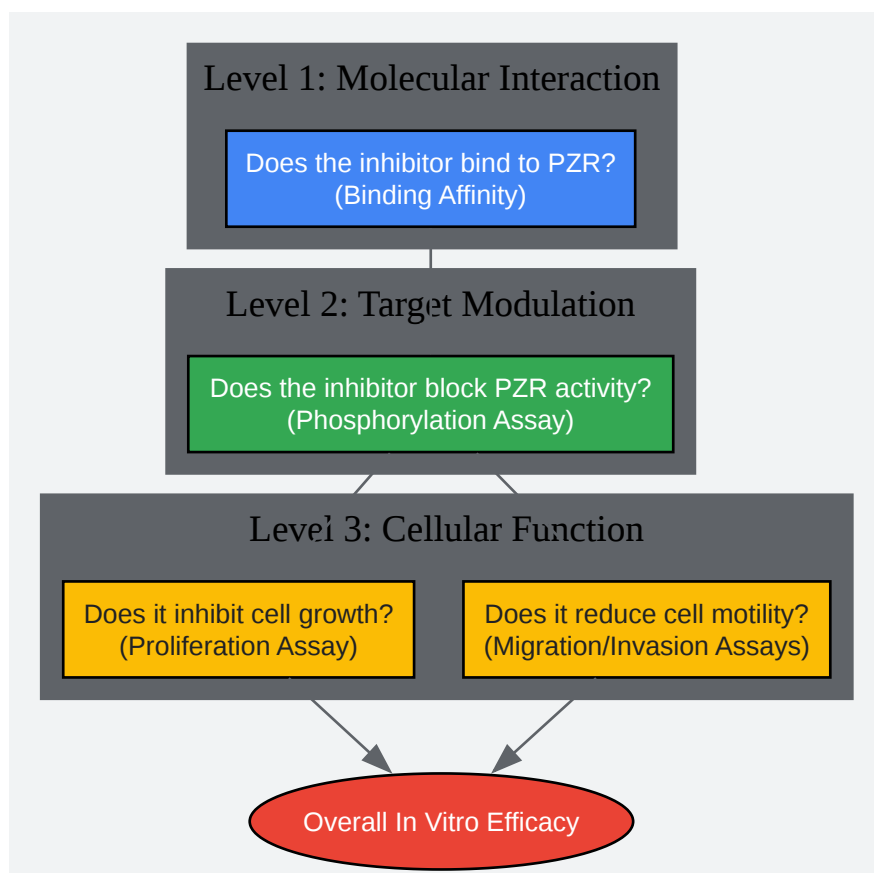 Level 1: Molecular Interaction
Does the inhibitor bind to PZR?
(Binding Affinity)
Level 2: Target Modulation
Does the inhibitor block PZR activity?
(Phosphorylation Assay)
Level 3: Cellular Function
Does it inhibit cell growth?
(Proliferation Assay)
Does it reduce cell motility?
(Migration/Invasion Assays)
Overall In Vitro Efficacy